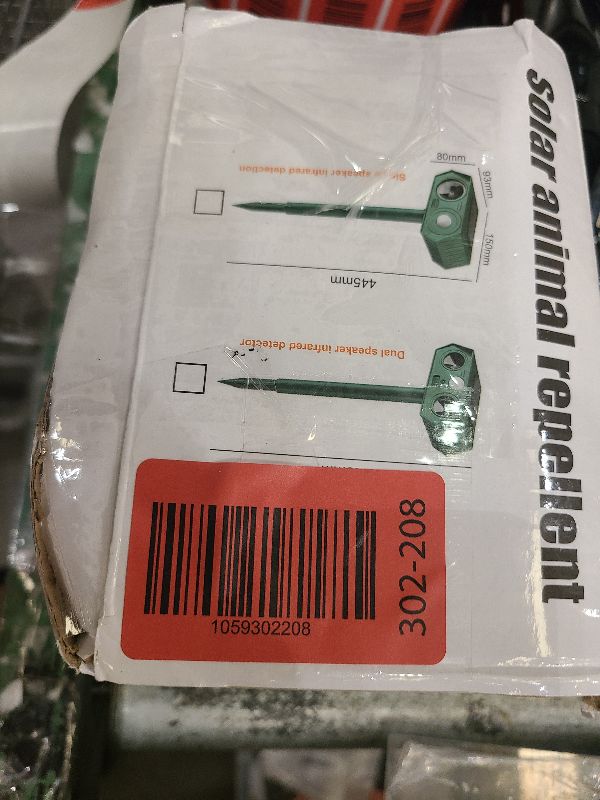 Solar animal repellent
80mm
93mm
150mm
speaker infrared detection
445mm
Dual speaker infrared detector
302-208
1059302208